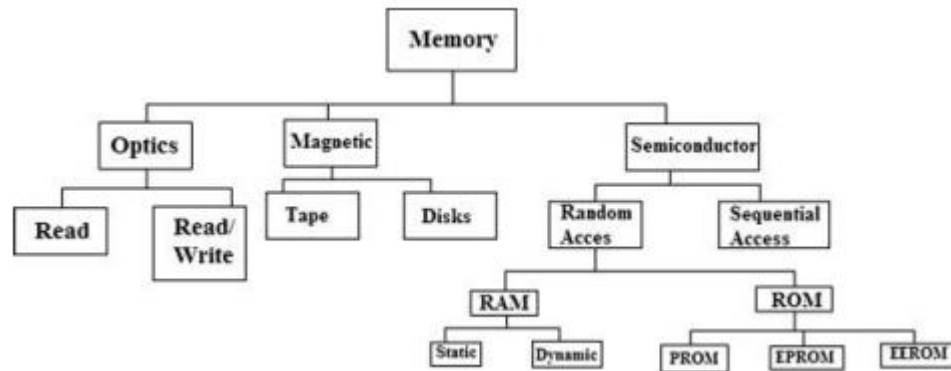 Memory
Optics
Magnetic
Semiconductor
Read
Read/
Write
Tape
Disks
Random
Acces
Sequential
Access
RAM
ROM
Static
Dynamic
PROM
EPROM
EEROM